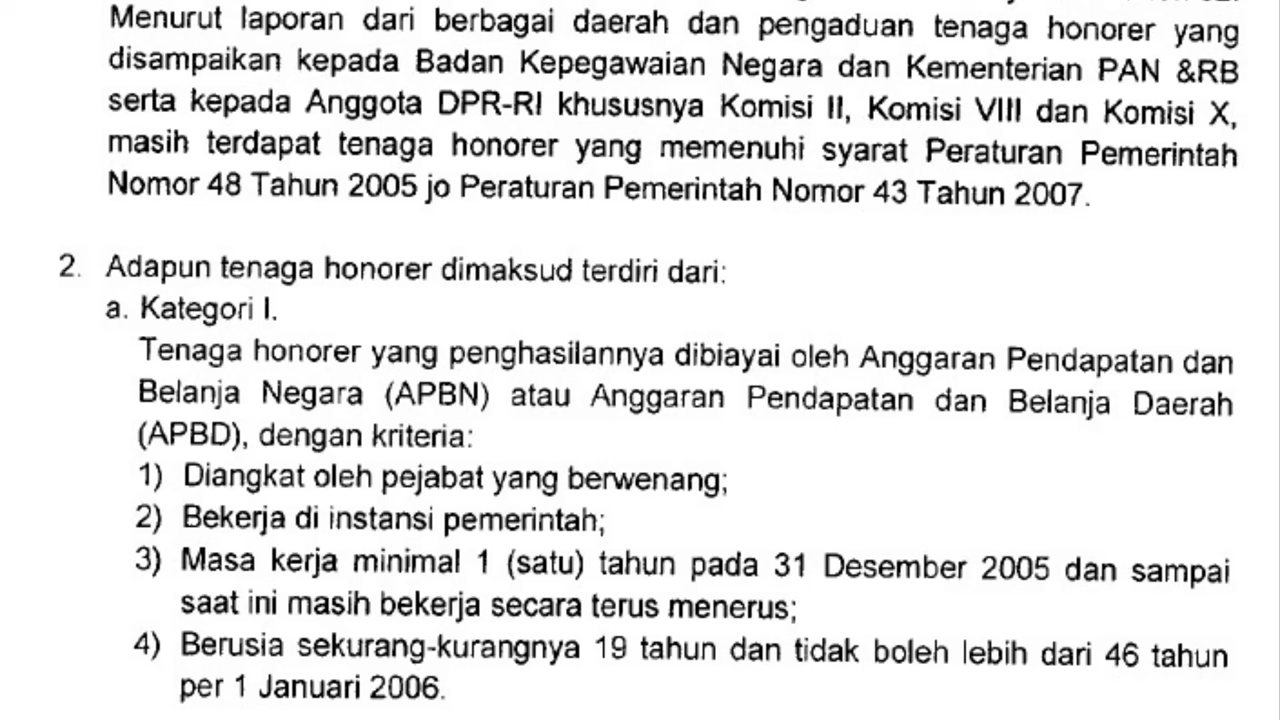 Menurut laporan dari berbagai daerah dan pengaduan tenaga honorer yang
disampaikan kepada Badan Kepegawaian Negara dan Kementerian PAN &RB
serta kepada Anggota DPR-RI khususnya Komisi II, Komisi VIII dan Komisi X,
masih terdapat tenaga honorer yang memenuhi syarat Peraturan Pemerintah
Nomor 48 Tahun 2005 jo Peraturan Pemerintah Nomor 43 Tahun 2007.
2. Adapun tenaga honorer dimaksud terdiri dari:
a. Kategori I.
Tenaga honorer yang penghasilannya dibiayai oleh Anggaran Pendapatan dan
Belanja Negara (APBN) atau Anggaran Pendapatan dan Belanja Daerah
(APBD), dengan kriteria:
1) Diangkat oleh pejabat yang berwenang;
2) Bekerja di instansi pemerintah;
3) Masa kerja minimal 1 (satu) tahun pada 31 Desember 2005 dan sampai
saat ini masih bekerja secara terus menerus;
4) Berusia sekurang-kurangnya 19 tahun dan tidak boleh lebih dari 46 tahun
per 1 Januari 2006.